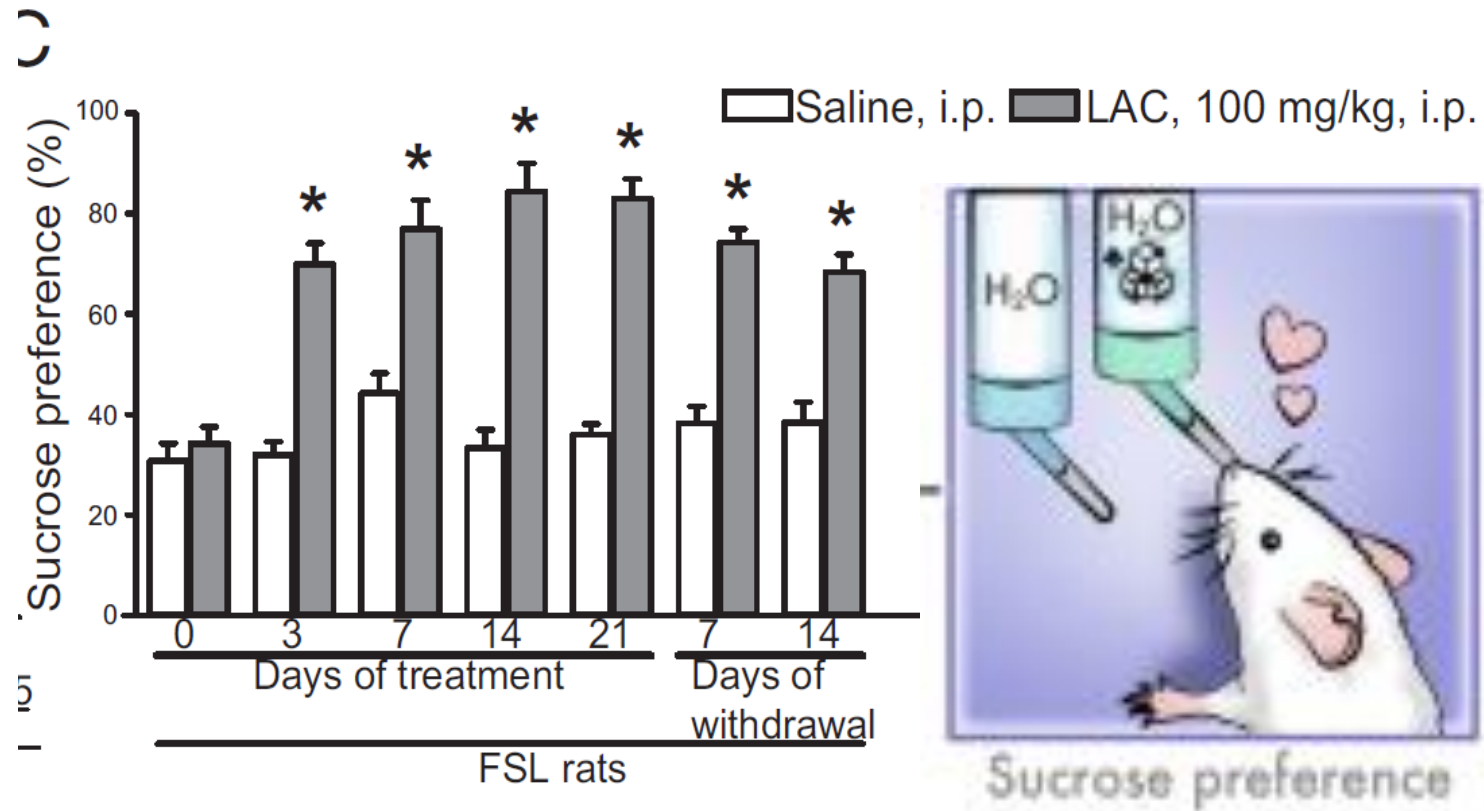 C
Saline, i.p. LAC, 100 mg/kg, i.p.
Sucrose preference (%)
100
80
60
40
20
0
* * * * * *
0 3 7 14 21 7 14
Days of treatment
Days of
withdrawal
FSL rats
H₂O
H₂O
+
Sucrose preference